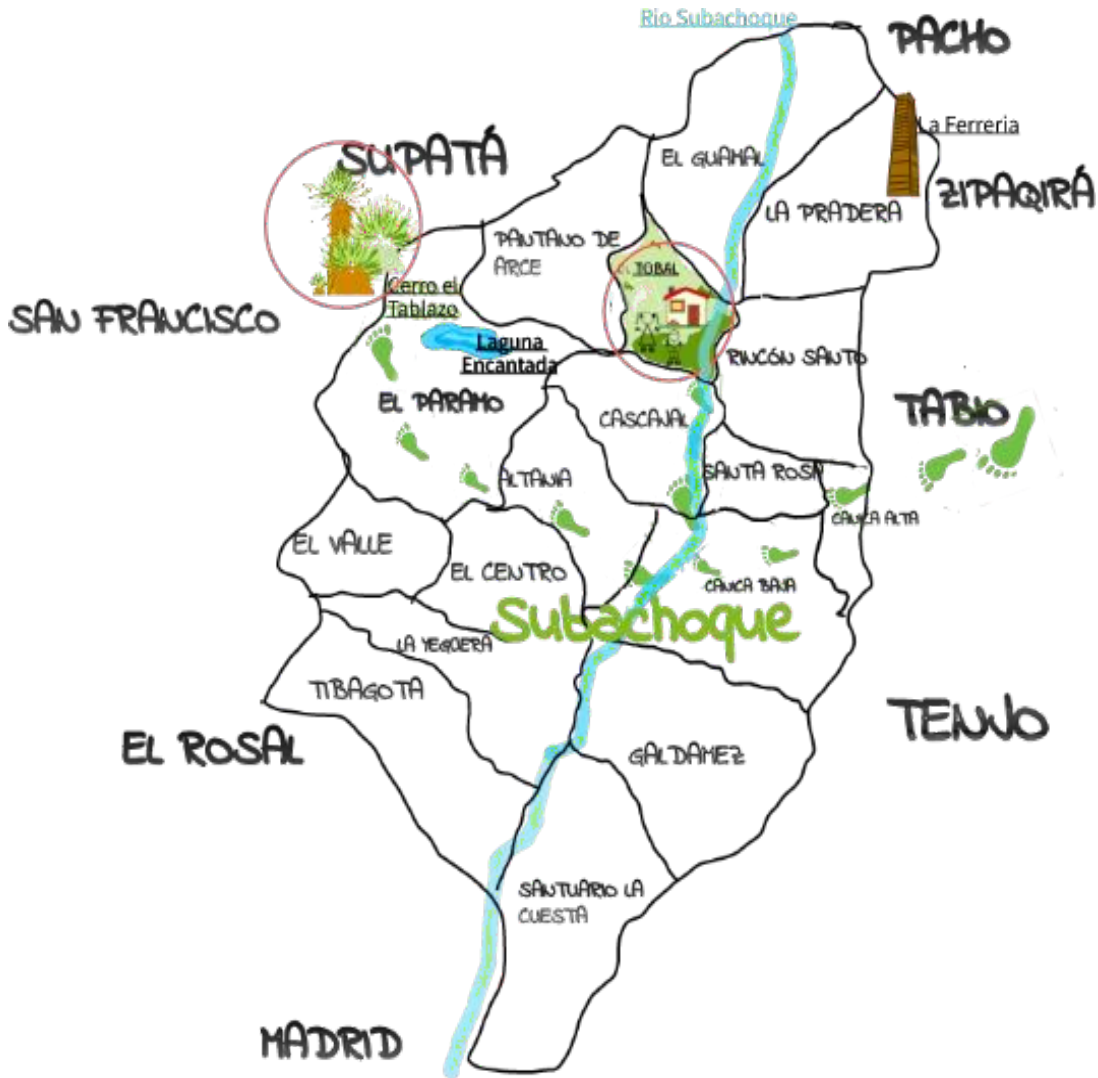 Rio Subachoque
PACHO
La Ferreria
SUPATÁ
EL GUAMAL
ZIPAQIRÁ
LA PRADERA
PANTANO DE
ARCE
EL TOBAL
Cerro el
Tablazo
SAN FRANCISCO
Laguna
Encantada
RINCÓN SANTO
EL PARAMO
CASCAJAL
TABIO
ALTANIA
SANTA ROSA
CANICA ALTA
EL VALLE
EL CENTRO
CANICA BAJA
Subachoque
LA YEGUERA
TIBAGOTA
TENJO
EL ROSAL
GALDAMEZ
SANTUARIO LA
CUESTA
MADRID